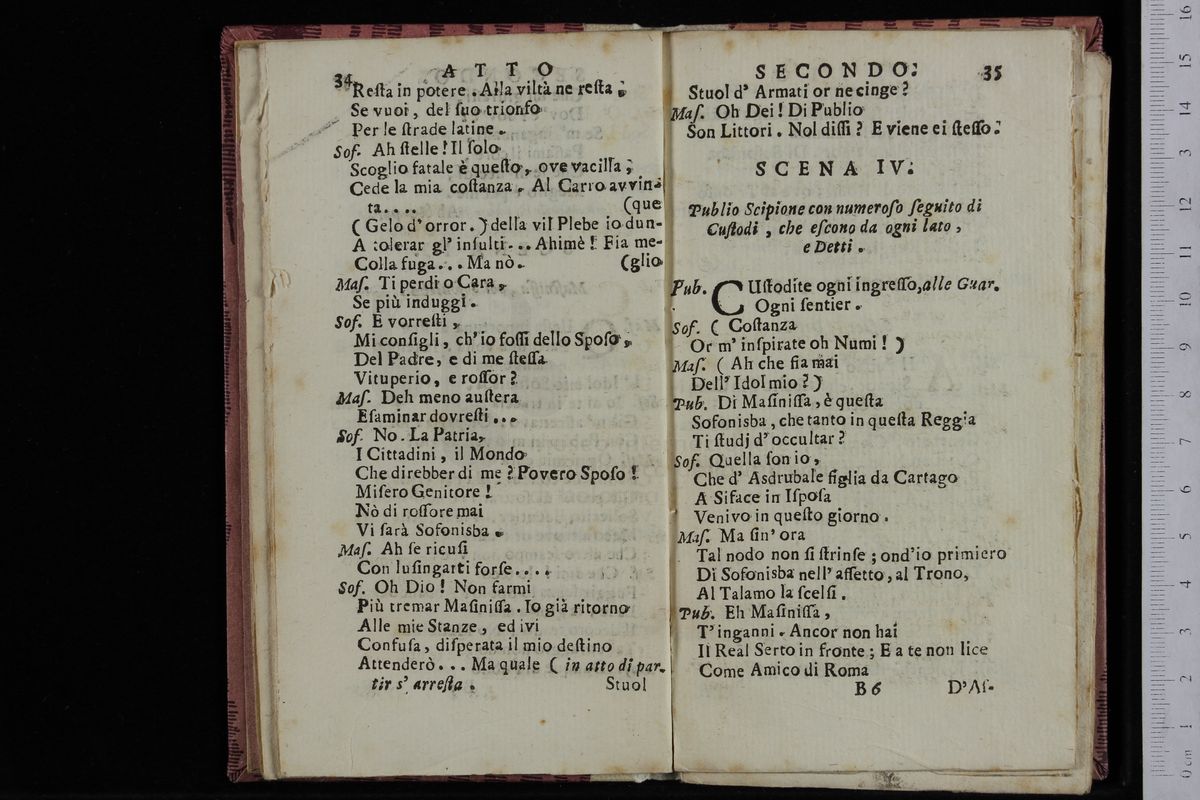 34 ATTO
Reſta in potere. Alla viltà ne reſta;
Se vuoi, del ſuo trionfo
Per le ſtrade latine.
Sof. Ah ſtelle! Il ſolo
Scoglio fatale è queſto, ove vacilla;
Cede la mia coſtanza. Al Carro avvin-
ta.... (que
(Gelo d'orror.) della vil Plebe io dun-
A tolerar gl' inſulti... Ahimè! Fia me-
Colla fuga... Ma nò. (glio
Maſ. Ti perdi o Cara,
Se più induggi.
Sof. E vorreſti,
Mi conſigli, ch'io foſſi dello Spoſo,
Del Padre, e di me ſteſſa
Vituperio, e roſſor?
Maſ. Deh meno auſtera
Eſaminar dovreſti...
Sof. No. La Patria,
I Cittadini, il Mondo
Che direbber di me? Povero Spoſo!
Miſero Genitore!
Nò di roſſore mai
Vi ſarà Sofonisba.
Maſ. Ah ſe ricuſi
Con luſingarti forſe....
Sof. Oh Dio! Non farmi
Più tremar Maſiniſſa. Io già ritorno
Alle mie Stanze, ed ivi
Confuſa, diſperata il mio deſtino
Attenderò... Ma quale (in atto di par-
tir s' arreſta. Stuol
SECONDO. 35
Stuol d' Armati or ne cinge?
Maſ. Oh Dei! Di Publio
Son Littori. Nol diſſi? E viene ei ſteſſo.
SCENA IV.
Publio Scipione con numeroſo ſeguito di
Cuſtodi, che eſcono da ogni lato,
e Detti.
Pub. CUſtodite ogni ingreſſo, alle Guar.
Ogni ſentier.
Sof. (Coſtanza
Or m' inſpirate oh Numi!)
Maſ. (Ah che fia mai
Dell' Idol mio?)
Pub. Di Maſiniſſa, è queſta
Sofonisba, che tanto in queſta Reggia
Ti ſtudj d' occultar?
Sof. Quella ſon io,
Che d' Asdrubale figlia da Cartago
A Siface in Iſpoſa
Venivo in queſto giorno.
Maſ. Ma ſin' ora
Tal nodo non ſi ſtrinſe; ond'io primiero
Di Sofonisba nell' affetto, al Trono,
Al Talamo la ſcelſi.
Pub. Eh Maſiniſſa,
T' inganni. Ancor non hai
Il Real Serto in fronte; E a te non lice
Come Amico di Roma
B 6 D'Aſ-